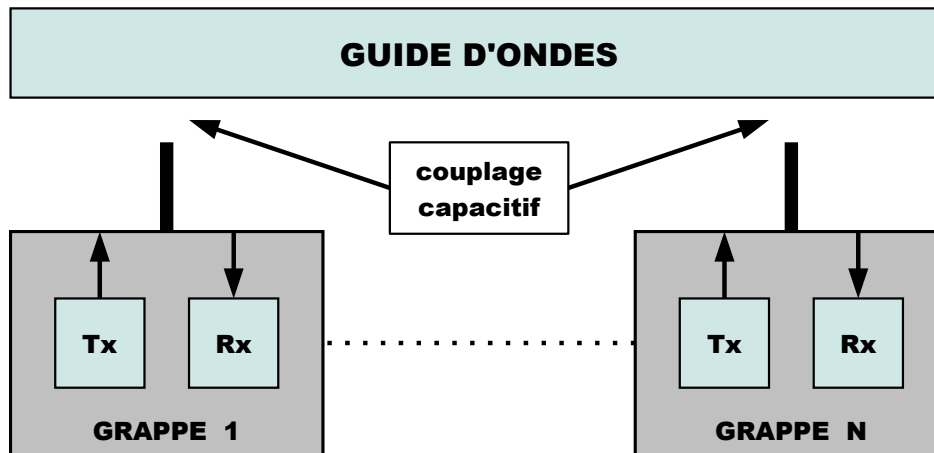 GUIDE D'ONDES
couplage
capacitif
Tx
Rx
Tx
Rx
GRAPPE 1
GRAPPE N